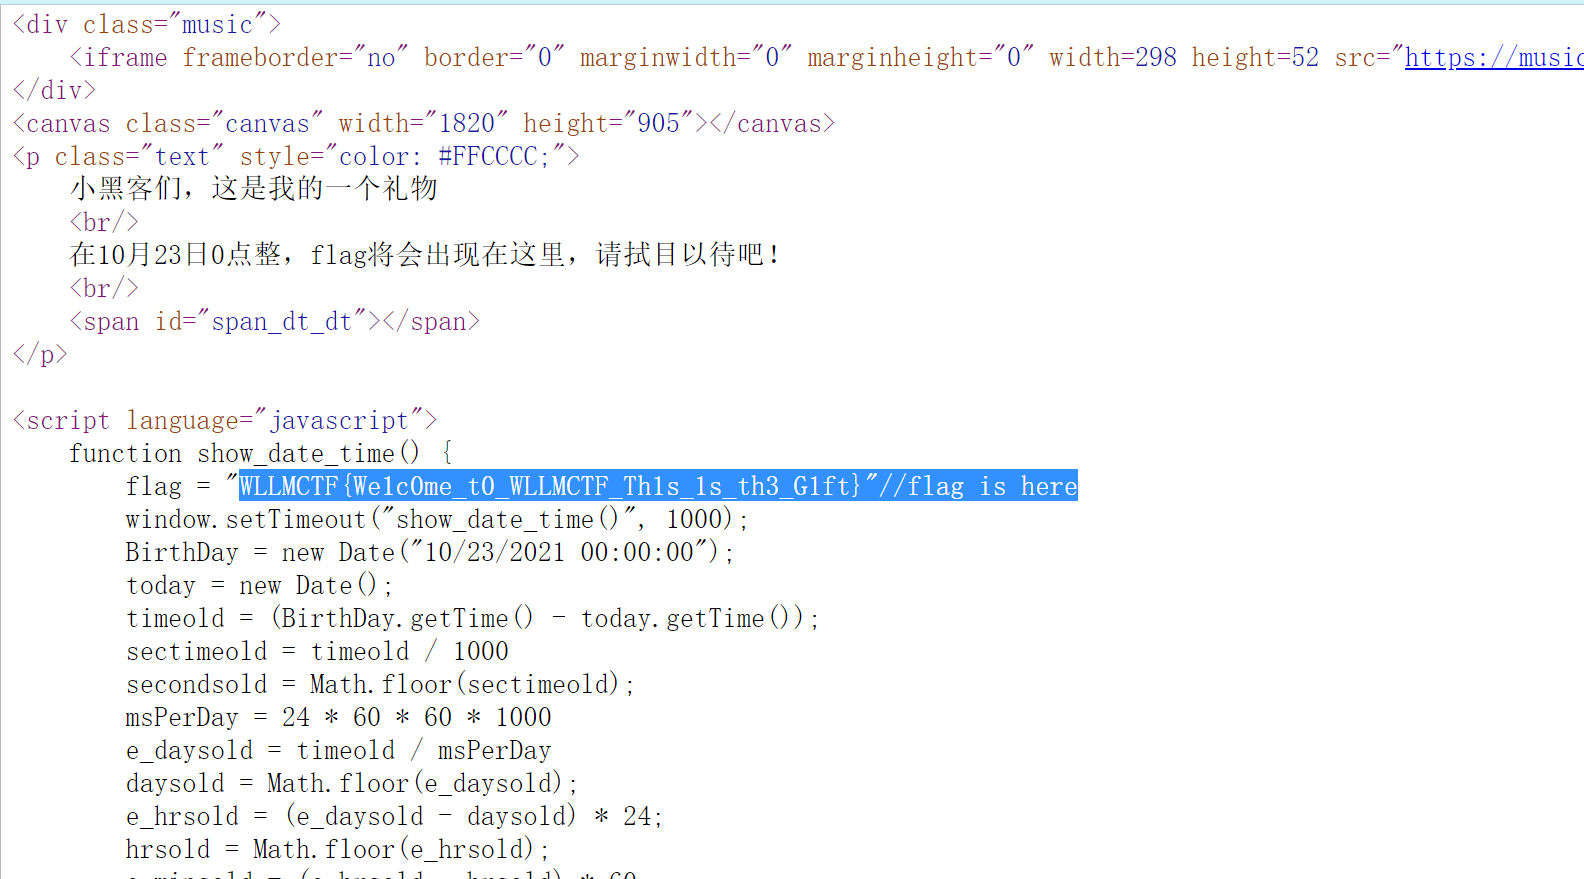 <div class="music">
<iframe frameborder="no" border="0" marginwidth="0" marginheight="0" width=298 height=52 src="https://music
</div>
<canvas class="canvas" width="1820" height="905"></canvas>
<p class="text" style="color: #FFCCCC;">
小黑客们，这是我的一个礼物
<br/>
在10月23日0点整，flag将会出现在这里，请拭目以待吧！
<br/>
<span id="span_dt_dt"></span>
</p>
<script language="javascript">
function show_date_time() {
flag = "WLLMCTF{We1c0me_t0_WLLMCTF_Th1s_1s_th3_G1ft}"//flag is here
window.setTimeout("show_date_time()", 1000);
BirthDay = new Date("10/23/2021 00:00:00");
today = new Date();
timeold = (BirthDay.getTime() - today.getTime());
sectimeold = timeold / 1000
secondsold = Math.floor(sectimeold);
msPerDay = 24 * 60 * 60 * 1000
e_daysold = timeold / msPerDay
daysold = Math.floor(e_daysold);
e_hrsold = (e_daysold - daysold) * 24;
hrsold = Math.floor(e_hrsold);